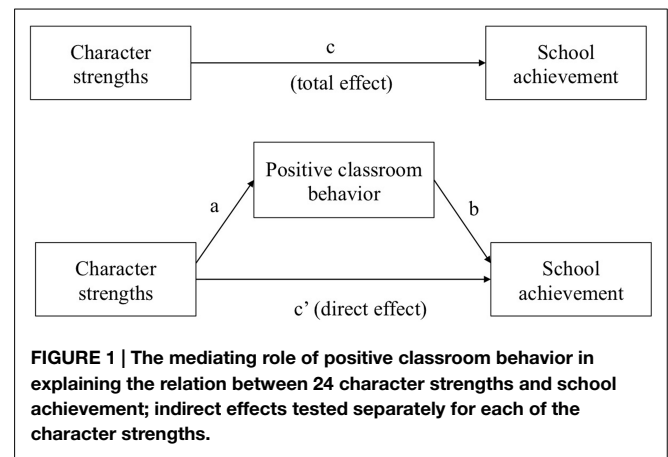 Character
strengths
c
(total effect)
School
achievement
Positive classroom
behavior
a
b
Character
strengths
c' (direct effect)
School
achievement
FIGURE 1 | The mediating role of positive classroom behavior in
explaining the relation between 24 character strengths and school
achievement; indirect effects tested separately for each of the
character strengths.